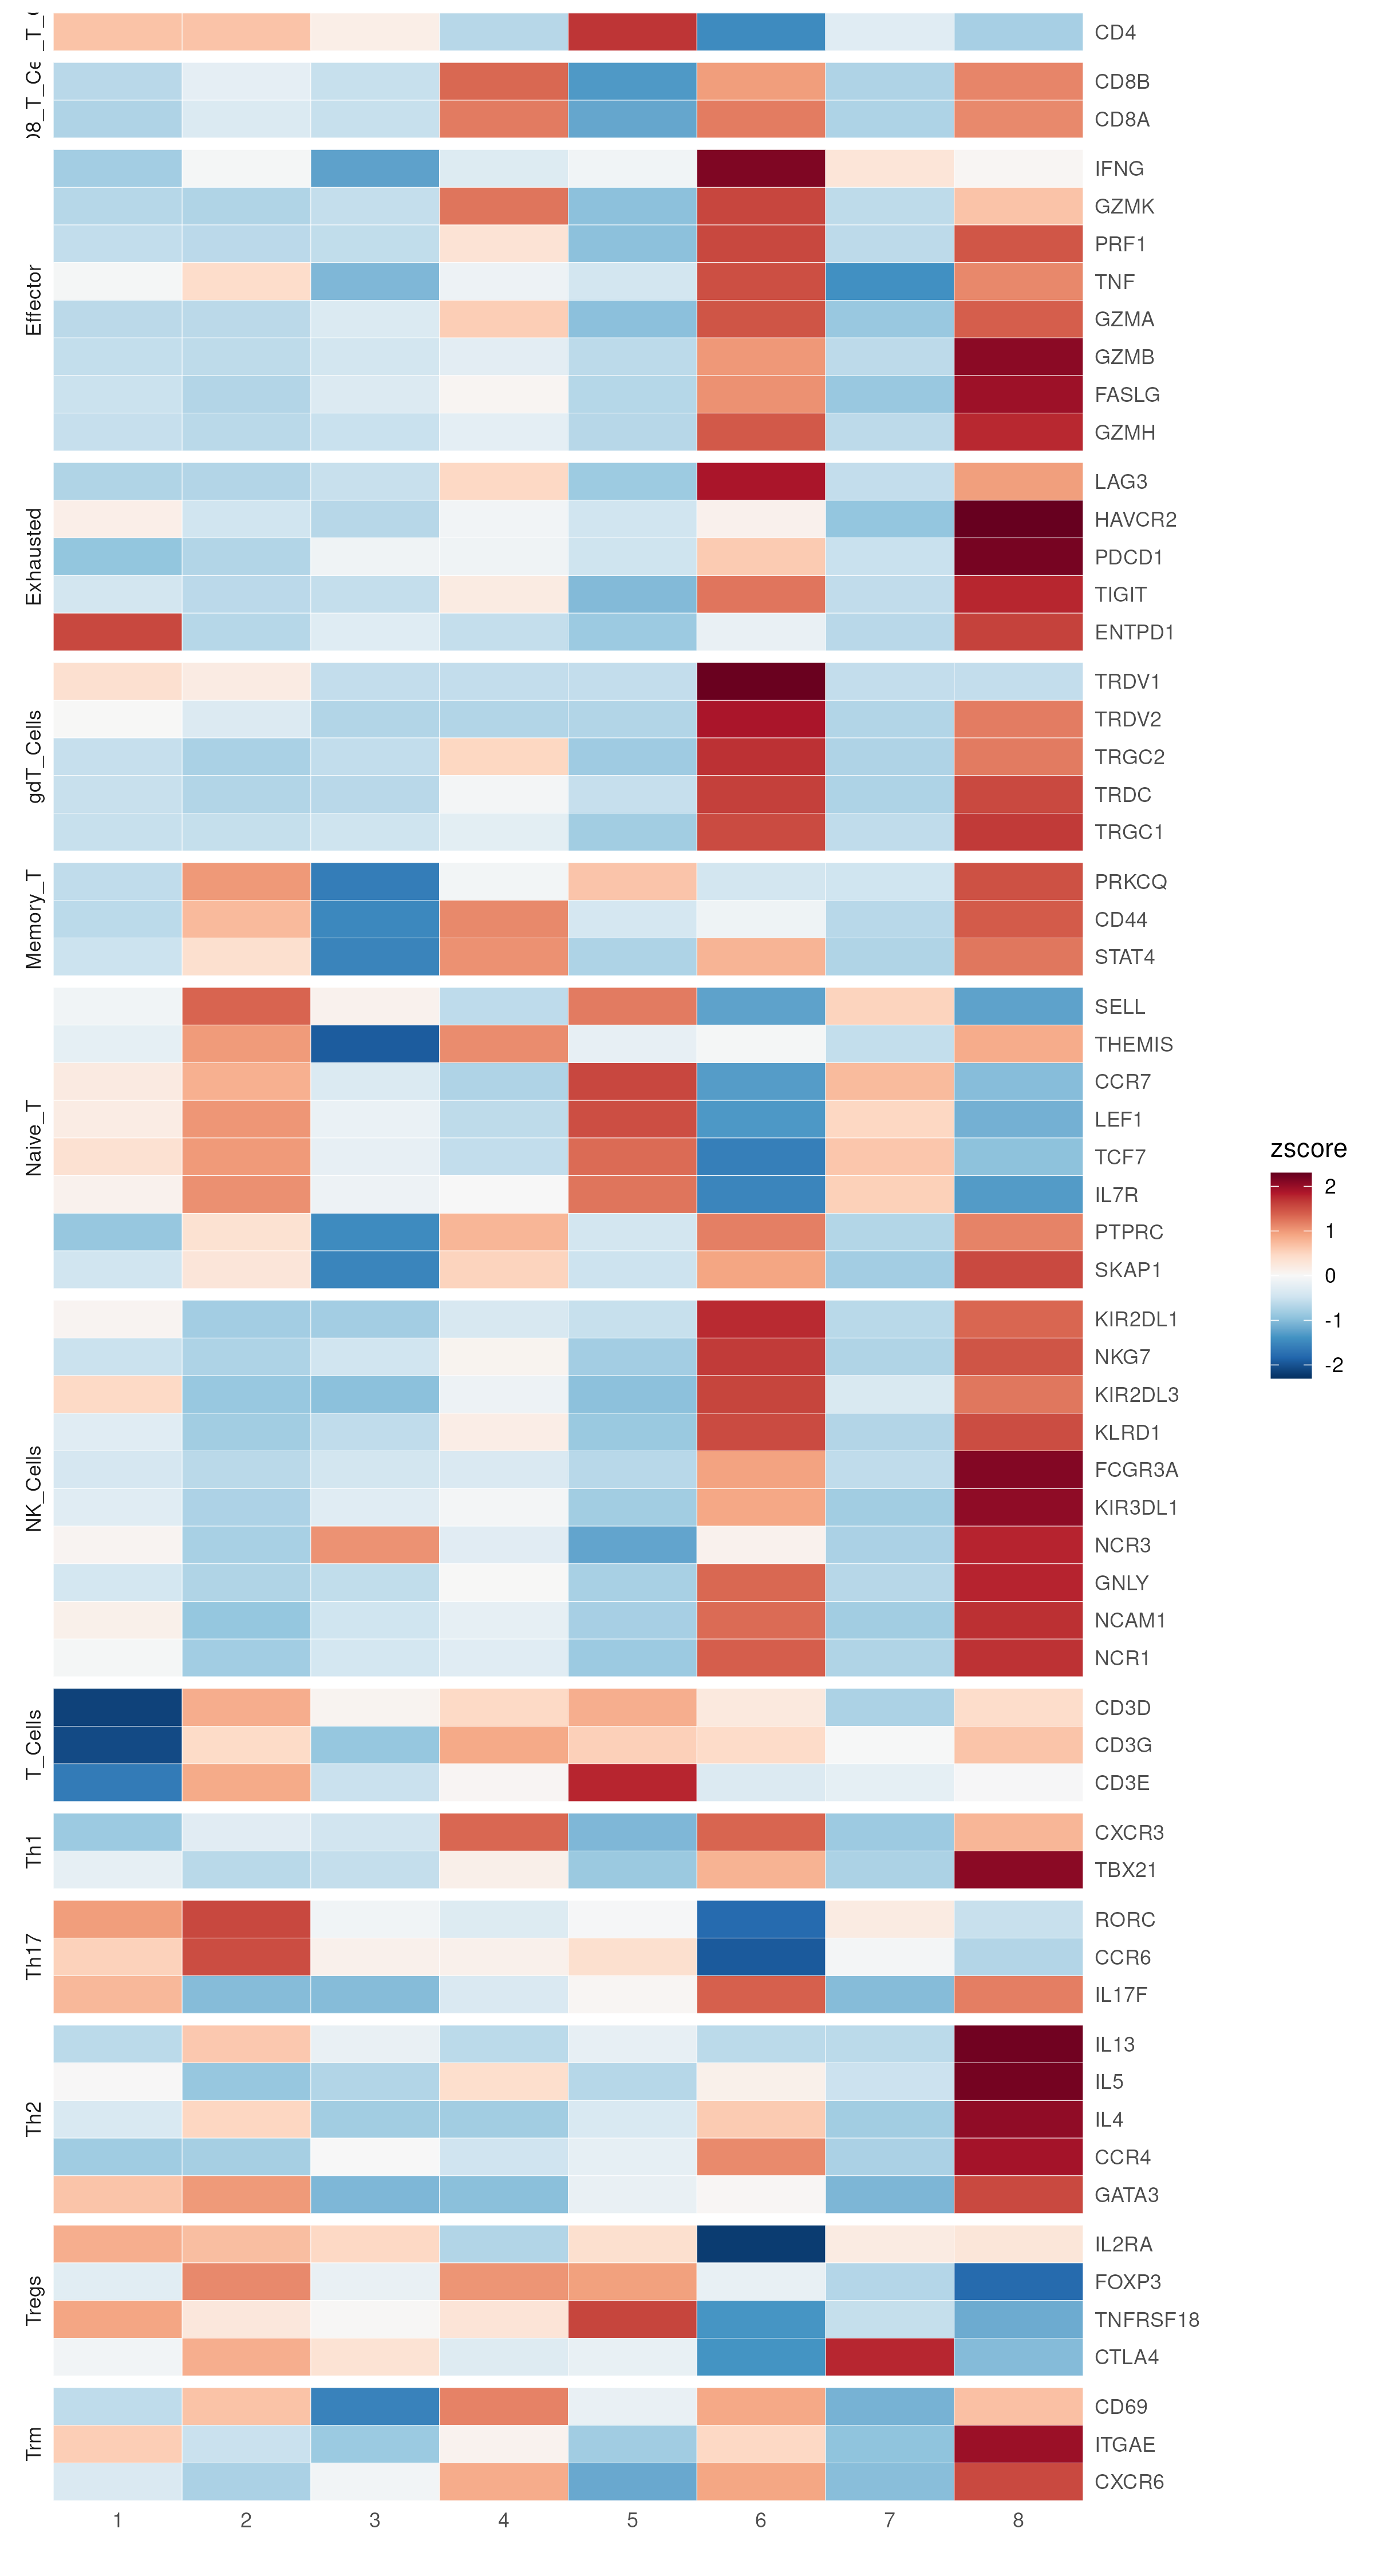 CD4
CD8B
CD8A
Effector
IFNG
GZMK
PRF1
TNF
GZMA
GZMB
FASLG
GZMH
Exhausted
LAG3
HAVCR2
PDCD1
TIGIT
ENTPD1
gdT_Cells
TRDV1
TRDV2
TRGC2
TRDC
TRGC1
Memory_T
PRKCQ
CD44
STAT4
Naive_T
SELL
THEMIS
CCR7
LEF1
TCF7
IL7R
PTPRC
SKAP1
NK_Cells
KIR2DL1
NKG7
KIR2DL3
KLRD1
FCGR3A
KIR3DL1
NCR3
GNLY
NCAM1
NCR1
T_Cells
CD3D
CD3G
CD3E
Th1
CXCR3
TBX21
Th17
RORC
CCR6
IL17F
Th2
IL13
IL5
IL4
CCR4
GATA3
Tregs
IL2RA
FOXP3
TNFRSF18
CTLA4
Trm
CD69
ITGAE
CXCR6
1 2 3 4 5 6 7 8
zscore
2
1
0
-1
-2